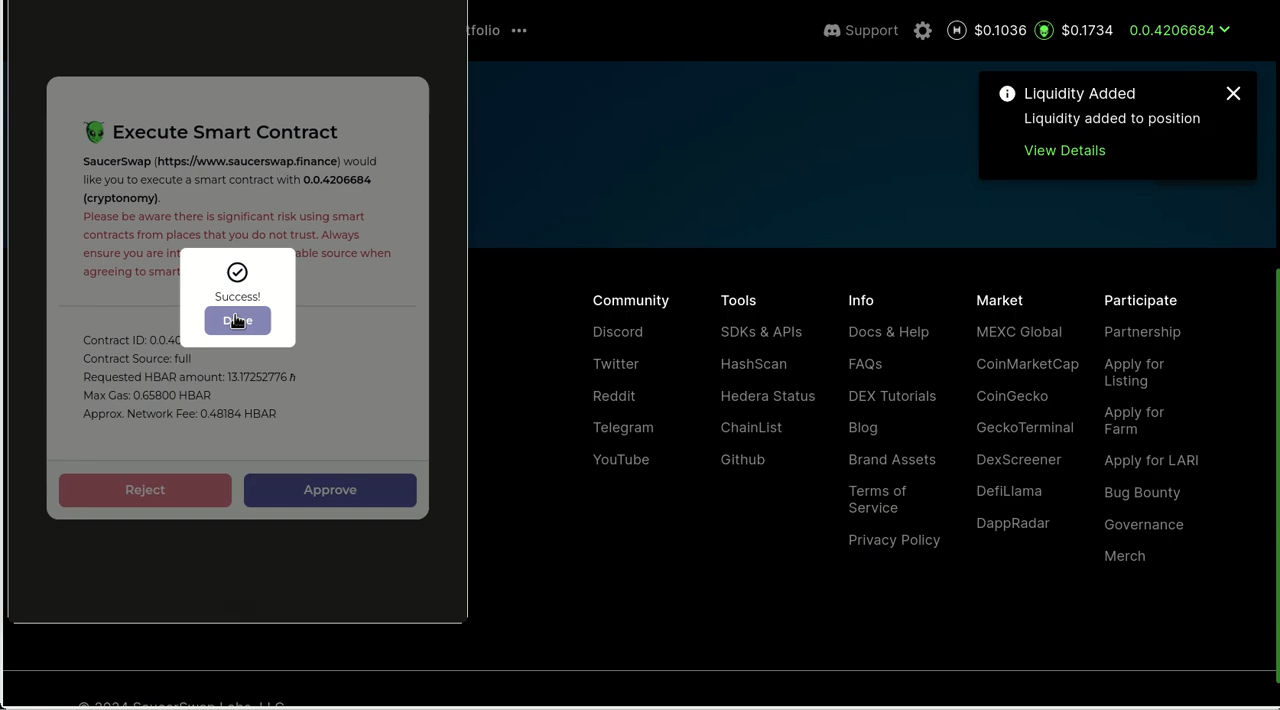 tfolio
Support
$0.1036
$0.1734
0.0.4206684
Liquidity Added
Liquidity added to position
View Details
Execute Smart Contract
SaucerSwap (https://www.saucerswap.finance) would
like you to execute a smart contract with 0.0.4206684
(cryptonomy).
Please be aware there is significant risk using smart
contracts from places that you do not trust. Always
ensure you are int able source when
agreeing to smart
Success!
Contract ID: 0.0.40
Contract Source: full
Requested HBAR amount: 13.17252776 ℏ
Max Gas: 0.65800 HBAR
Approx. Network Fee: 0.48184 HBAR
Reject
Approve
Community
Discord
Twitter
Reddit
Telegram
YouTube
Tools
SDKs & APIs
HashScan
Hedera Status
ChainList
Github
Info
Docs & Help
FAQs
DEX Tutorials
Blog
Brand Assets
Terms of
Service
Privacy Policy
Market
MEXC Global
CoinMarketCap
CoinGecko
GeckoTerminal
DexScreener
DefiLlama
DappRadar
Participate
Partnership
Apply for
Listing
Apply for
Farm
Apply for LARI
Bug Bounty
Governance
Merch
© 2024 SaucerSwap Labs, LLC